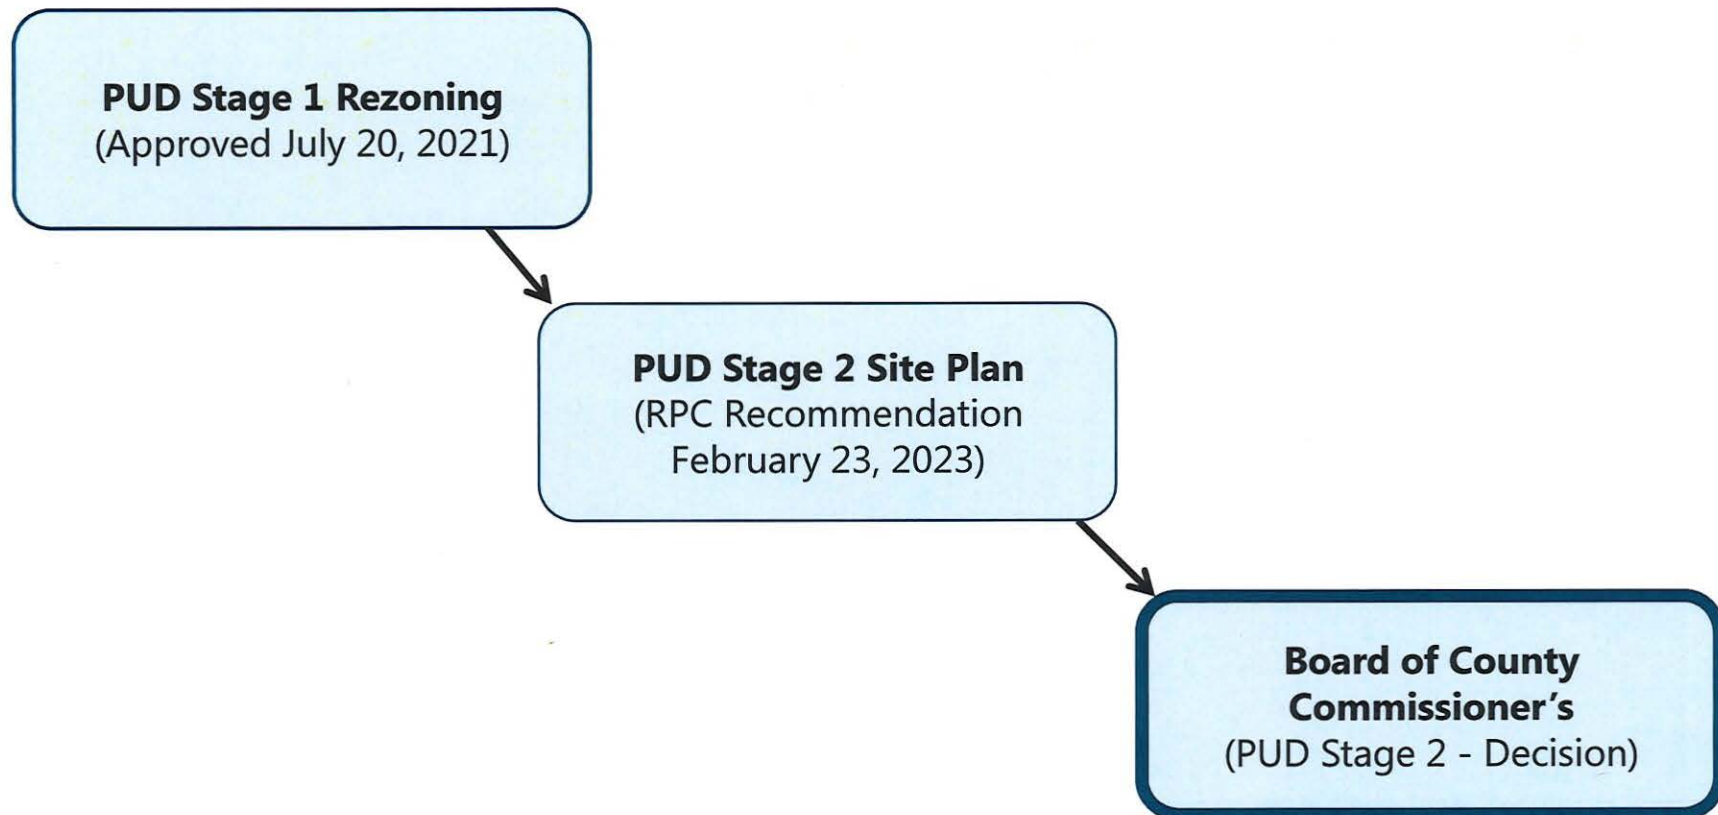 PUD Stage 1 Rezoning
(Approved July 20, 2021)
PUD Stage 2 Site Plan
(RPC Recommendation
February 23, 2023)
Board of County
Commissioner’s
(PUD Stage 2 - Decision)